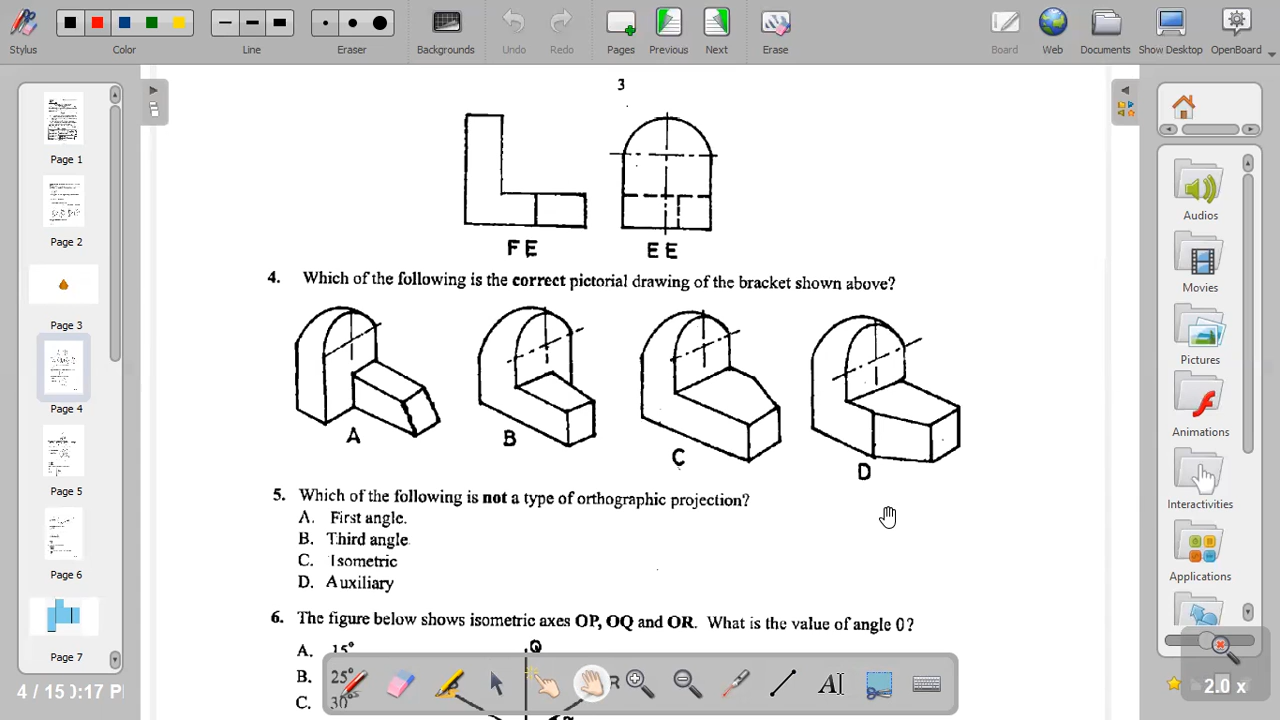 Stylus
Color
Line
Eraser
Backgrounds
Undo
Redo
Pages
Previous
Next
Erase
Board
Web
Documents
Show Desktop
OpenBoard
Page 1
Page 2
Page 3
Page 4
Page 5
Page 6
Page 7
4 / 15
0:17 P
3
F E
E E
4. Which of the following is the correct pictorial drawing of the bracket shown above?
A
B
C
D
5. Which of the following is not a type of orthographic projection?
A. First angle.
B. Third angle
C. Isometric
D. Auxiliary
6. The figure below shows isometric axes OP, OQ and OR. What is the value of angle θ?
A. 15°
B. 25°
C. 30°
Q
R
Audios
Movies
Pictures
Animations
Interactivities
Applications
2.0 x